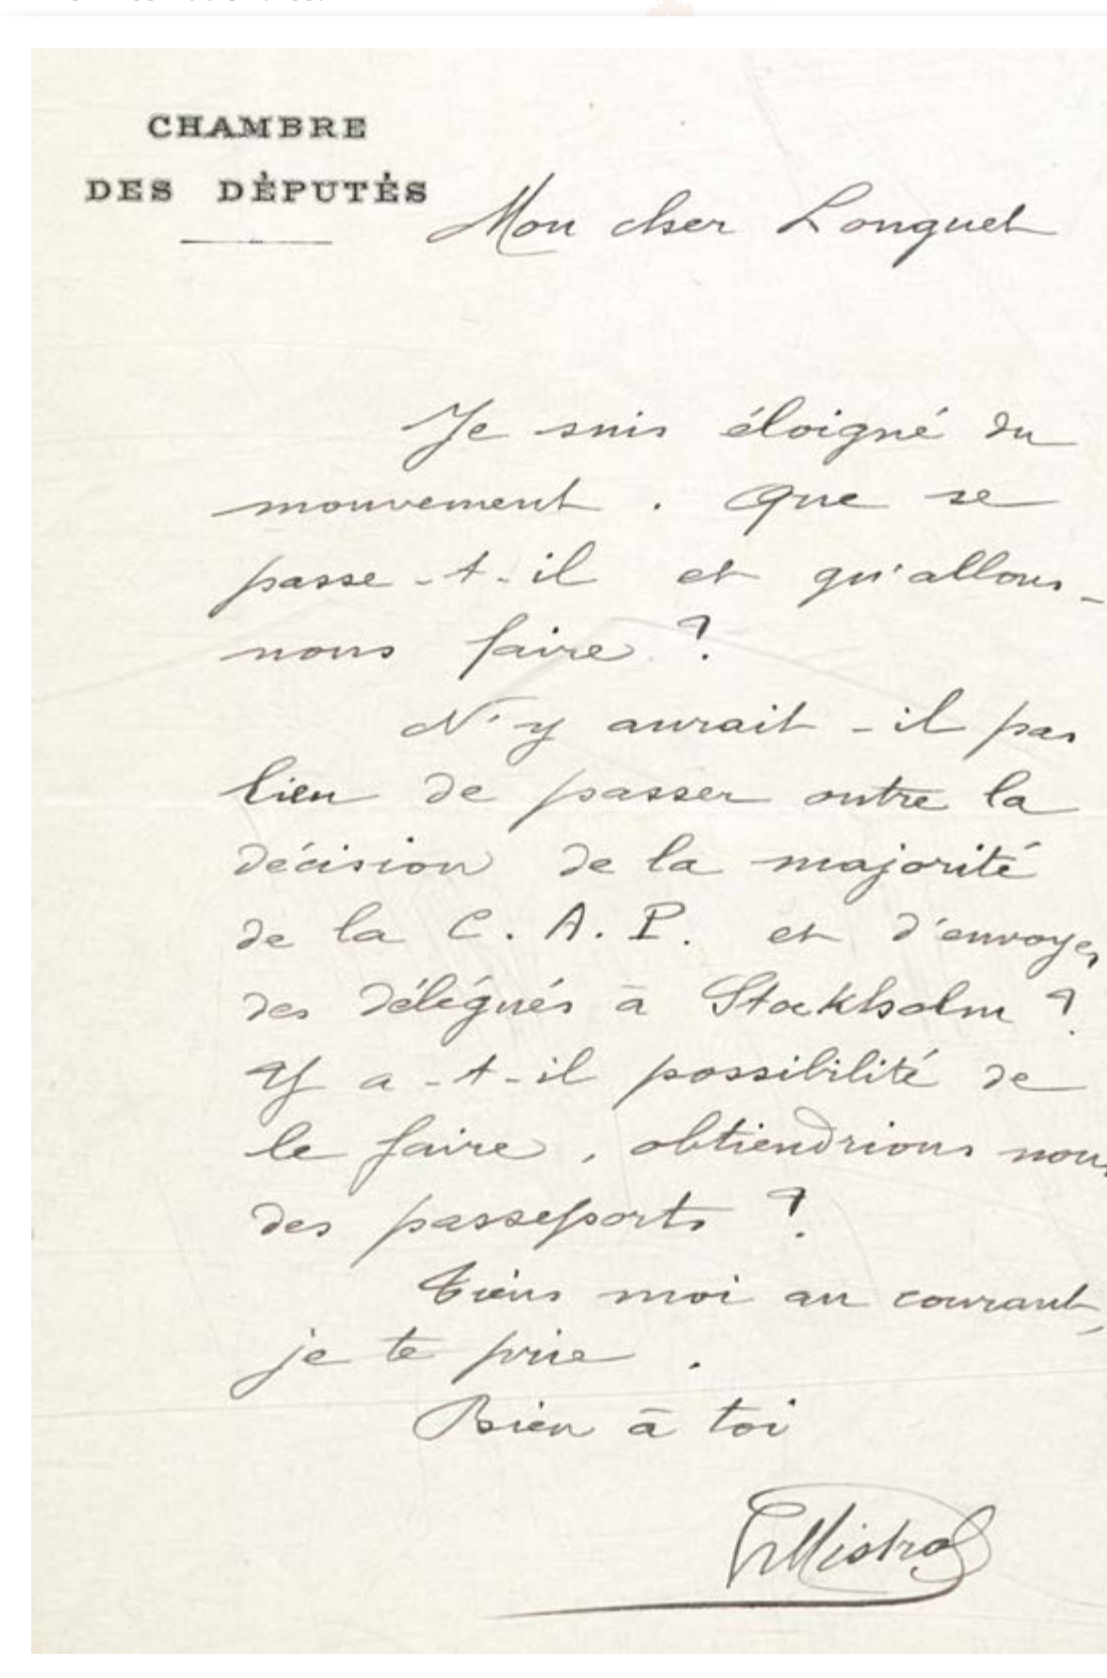 CHAMBRE
DES DÉPUTÉS
Mon cher Longuet
Je suis éloigné du
mouvement. Que se
passe-t-il et qu'allons-
nous faire ?
N'y aurait-il pas
lieu de passer outre la
décision de la majorité
de la C.A.P. et d'envoyer
des délégués à Stockholm ?
Y a-t-il possibilité de
le faire, obtiendrions nous
des passeports ?
Tiens moi au courant,
je te prie.
Bien à toi
Mistral